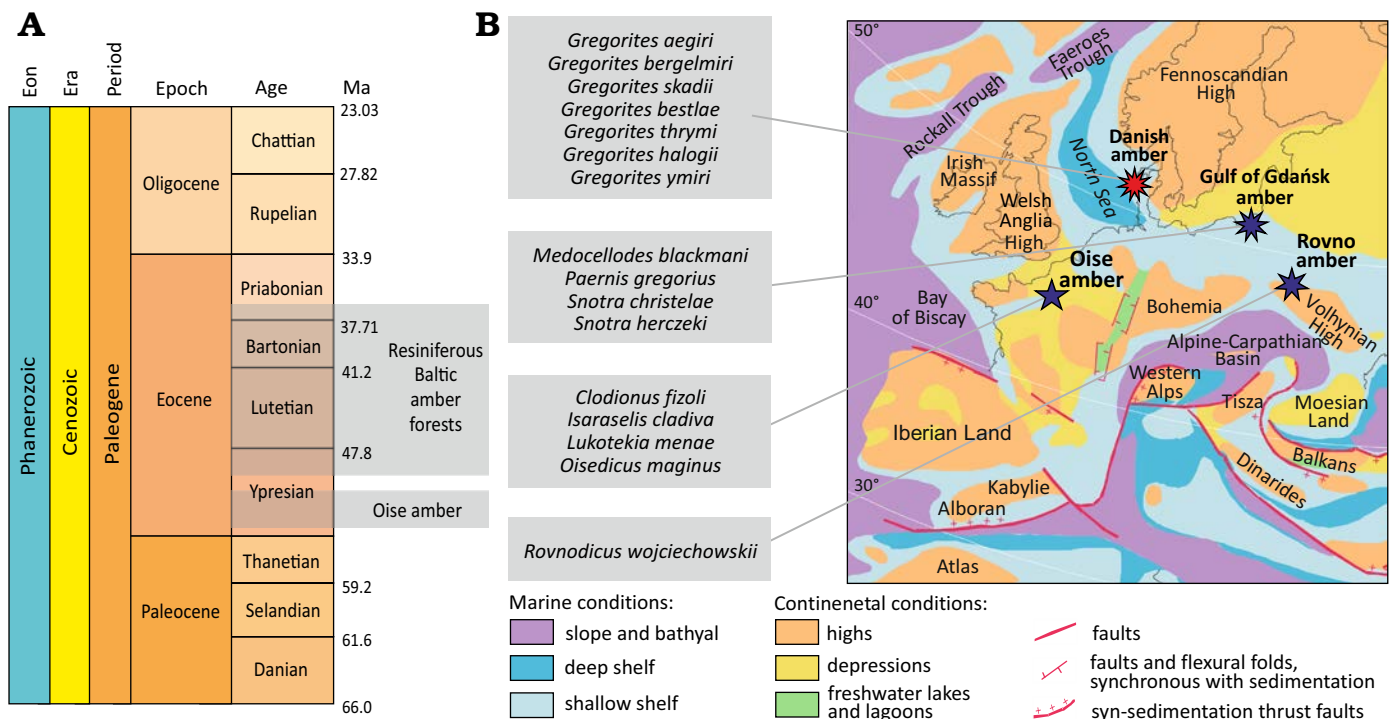 A
Eon
Era
Period
Epoch
Age
Ma
Phanerozoic
Cenozoic
Paleogene
Oligocene
Eocene
Paleocene
Chattian
Rupelian
Priabonian
Bartonian
Lutetian
Ypresian
Thanetian
Selandian
Danian
23.03
27.82
33.9
37.71
41.2
47.8
59.2
61.6
66.0
Resiniferous
Baltic
amber
forests
Oise amber
B
Gregorites aegiri
Gregorites bergelmiri
Gregorites skadii
Gregorites bestlae
Gregorites thrymi
Gregorites halogii
Gregorites ymiri
Medocellodes blackmani
Paernis gregorius
Snotra christelae
Snotra herczeki
Clodionus fizoli
Isaraselis cladiva
Lukotekia menae
Oisedicus maginus
Rovnodicus wojciechowskii
50°
40°
30°
Faeroes
Trough
Rockall Trough
Fennoscandian
High
Irish
Massif
Welsh
Anglia
High
North Sea
Danish
amber
Gulf of Gdańsk
amber
Rovno
amber
Oise
amber
Bay
of Biscay
Bohemia
Volhynian
High
Alpine-Carpathian
Basin
Western
Alps
Tisza
Moesian
Land
Iberian Land
Balkans
Dinarides
Kabylie
Alboran
Atlas
Marine conditions:
slope and bathyal
deep shelf
shallow shelf
Continenetal conditions:
highs
depressions
freshwater lakes
and lagoons
faults
faults and flexural folds,
synchronous with sedimentation
syn-sedimentation thrust faults